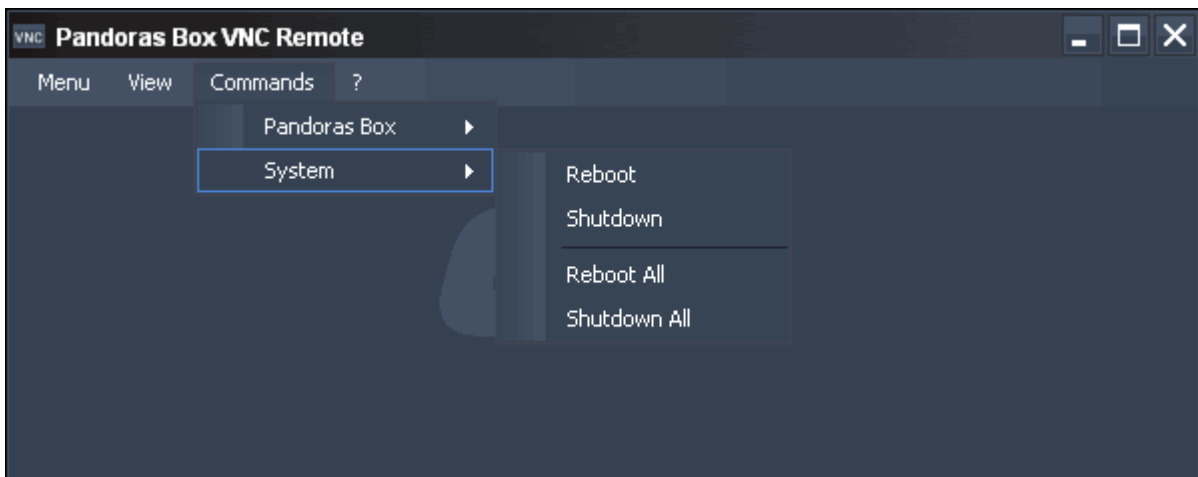 VNC Pandoras Box VNC Remote
Menu View Commands ?
Pandoras Box
System
Reboot
Shutdown
Reboot All
Shutdown All